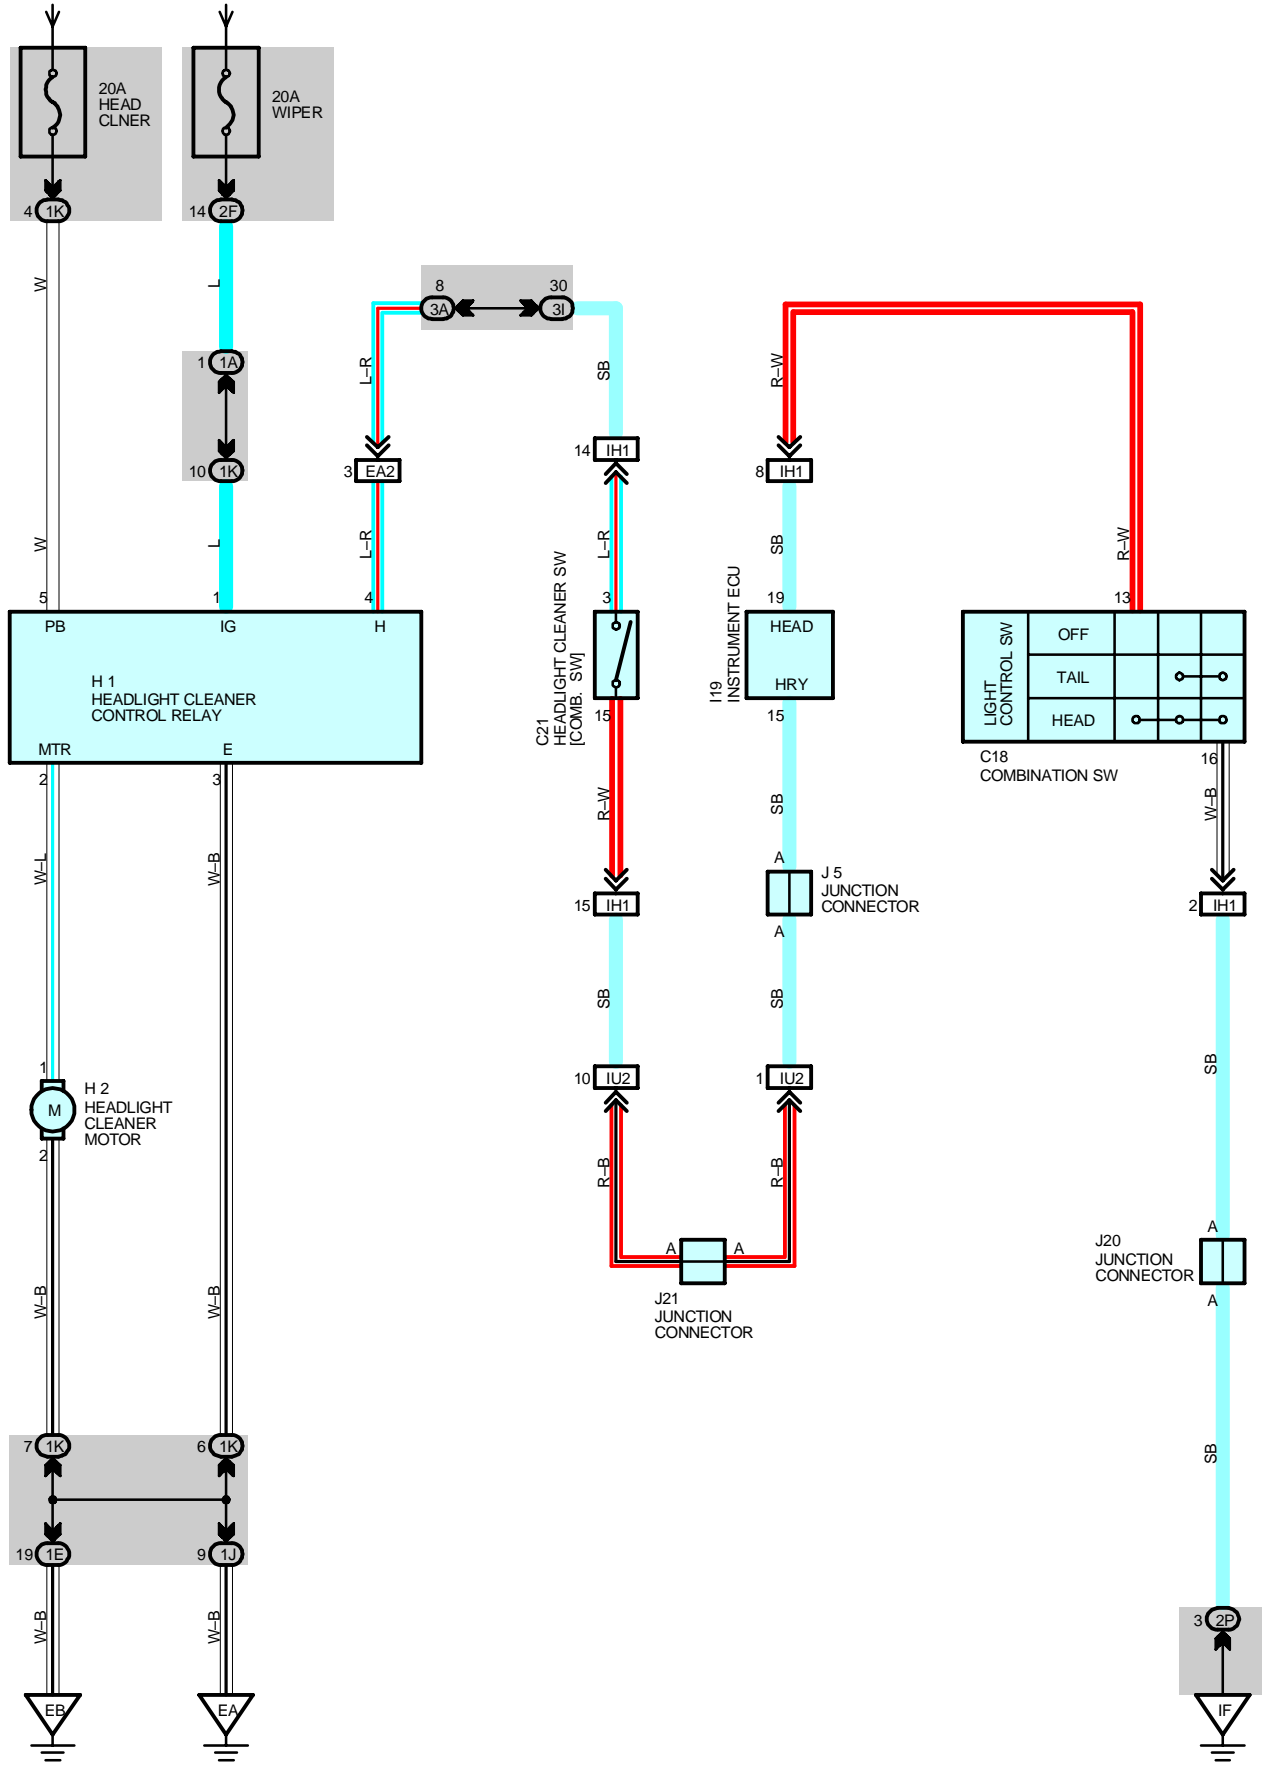 20A
HEAD
CLNER
20A
WIPER
4 1K
14 2F
W
L
8
30
3A
3I
1 1A
L–R
SB
R–W
14 IH1
10 1K
3 EA2
8 IH1
W
L
L–R
L–R
SB
R–W
5
1
4
3
19
13
PB
IG
H
H 1
HEADLIGHT CLEANER
CONTROL RELAY
MTR
E
C21
HEADLIGHT CLEANER SW
[COMB. SW]
15
I19
INSTRUMENT ECU
HEAD
HRY
15
LIGHT
CONTROL SW
OFF
TAIL
HEAD
C18
COMBINATION SW
16
2
3
R–W
SB
W–B
W–L
W–B
A
J 5
JUNCTION
CONNECTOR
A
15 IH1
2 IH1
SB
SB
SB
1
M
H 2
HEADLIGHT
CLEANER
MOTOR
2
10 IU2
1 IU2
R–B
R–B
A
A
J21
JUNCTION
CONNECTOR
A
J20
JUNCTION
CONNECTOR
A
W–B
W–B
SB
7 1K
6 1K
19 1E
9 1J
W–B
W–B
3 2P
EB
EA
IF